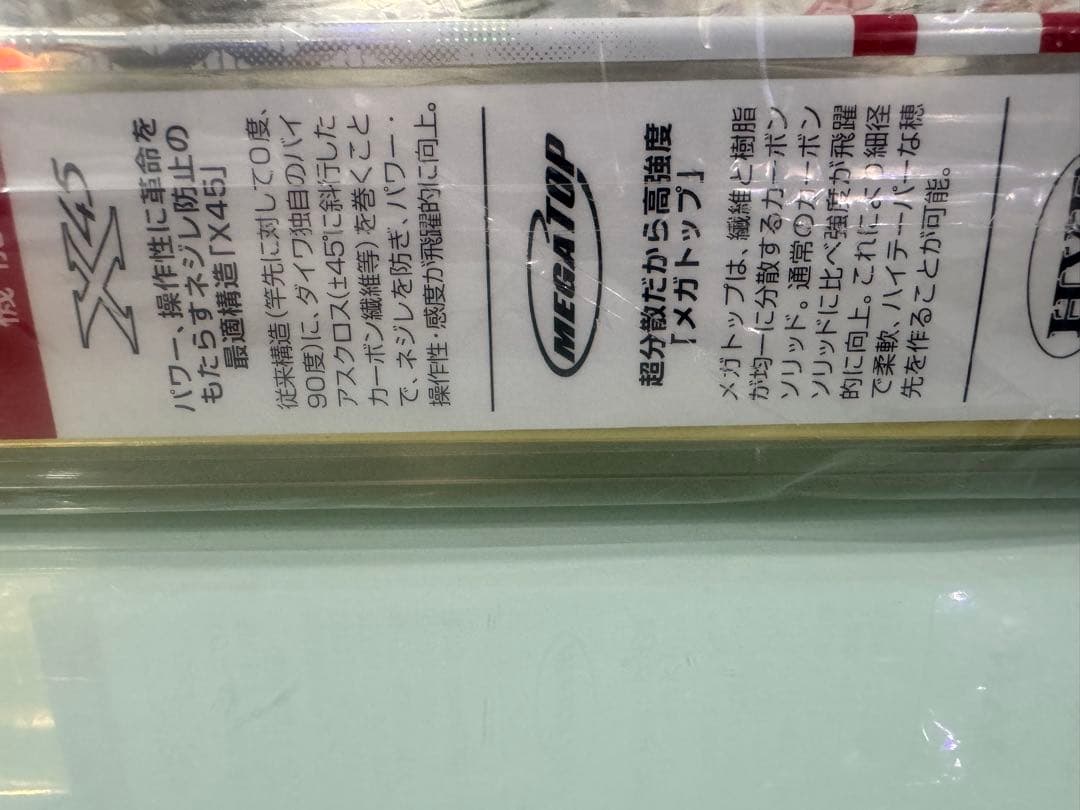 X45
パワー、操作性に革命を
もたらすネジレ防止の
最適構造「X45」
従来構造(竿先に対して0度、
90度)に、ダイワ独自のバイ
アスクロス(±45°に斜行した
カーボン繊維等)を巻くこと
で、ネジレを防ぎ、パワー・
操作性・感度が飛躍的に向上。
MEGATOP
超分散だから高強度
「メガトップ」
メガトップは、繊維と樹脂
が均一に分散するカーボン
ソリッド。通常のカーボン
ソリッドに比べ強度が飛躍
的に向上。これにより細径
で柔軟、ハイテーパーな穂
先を作ることが可能。